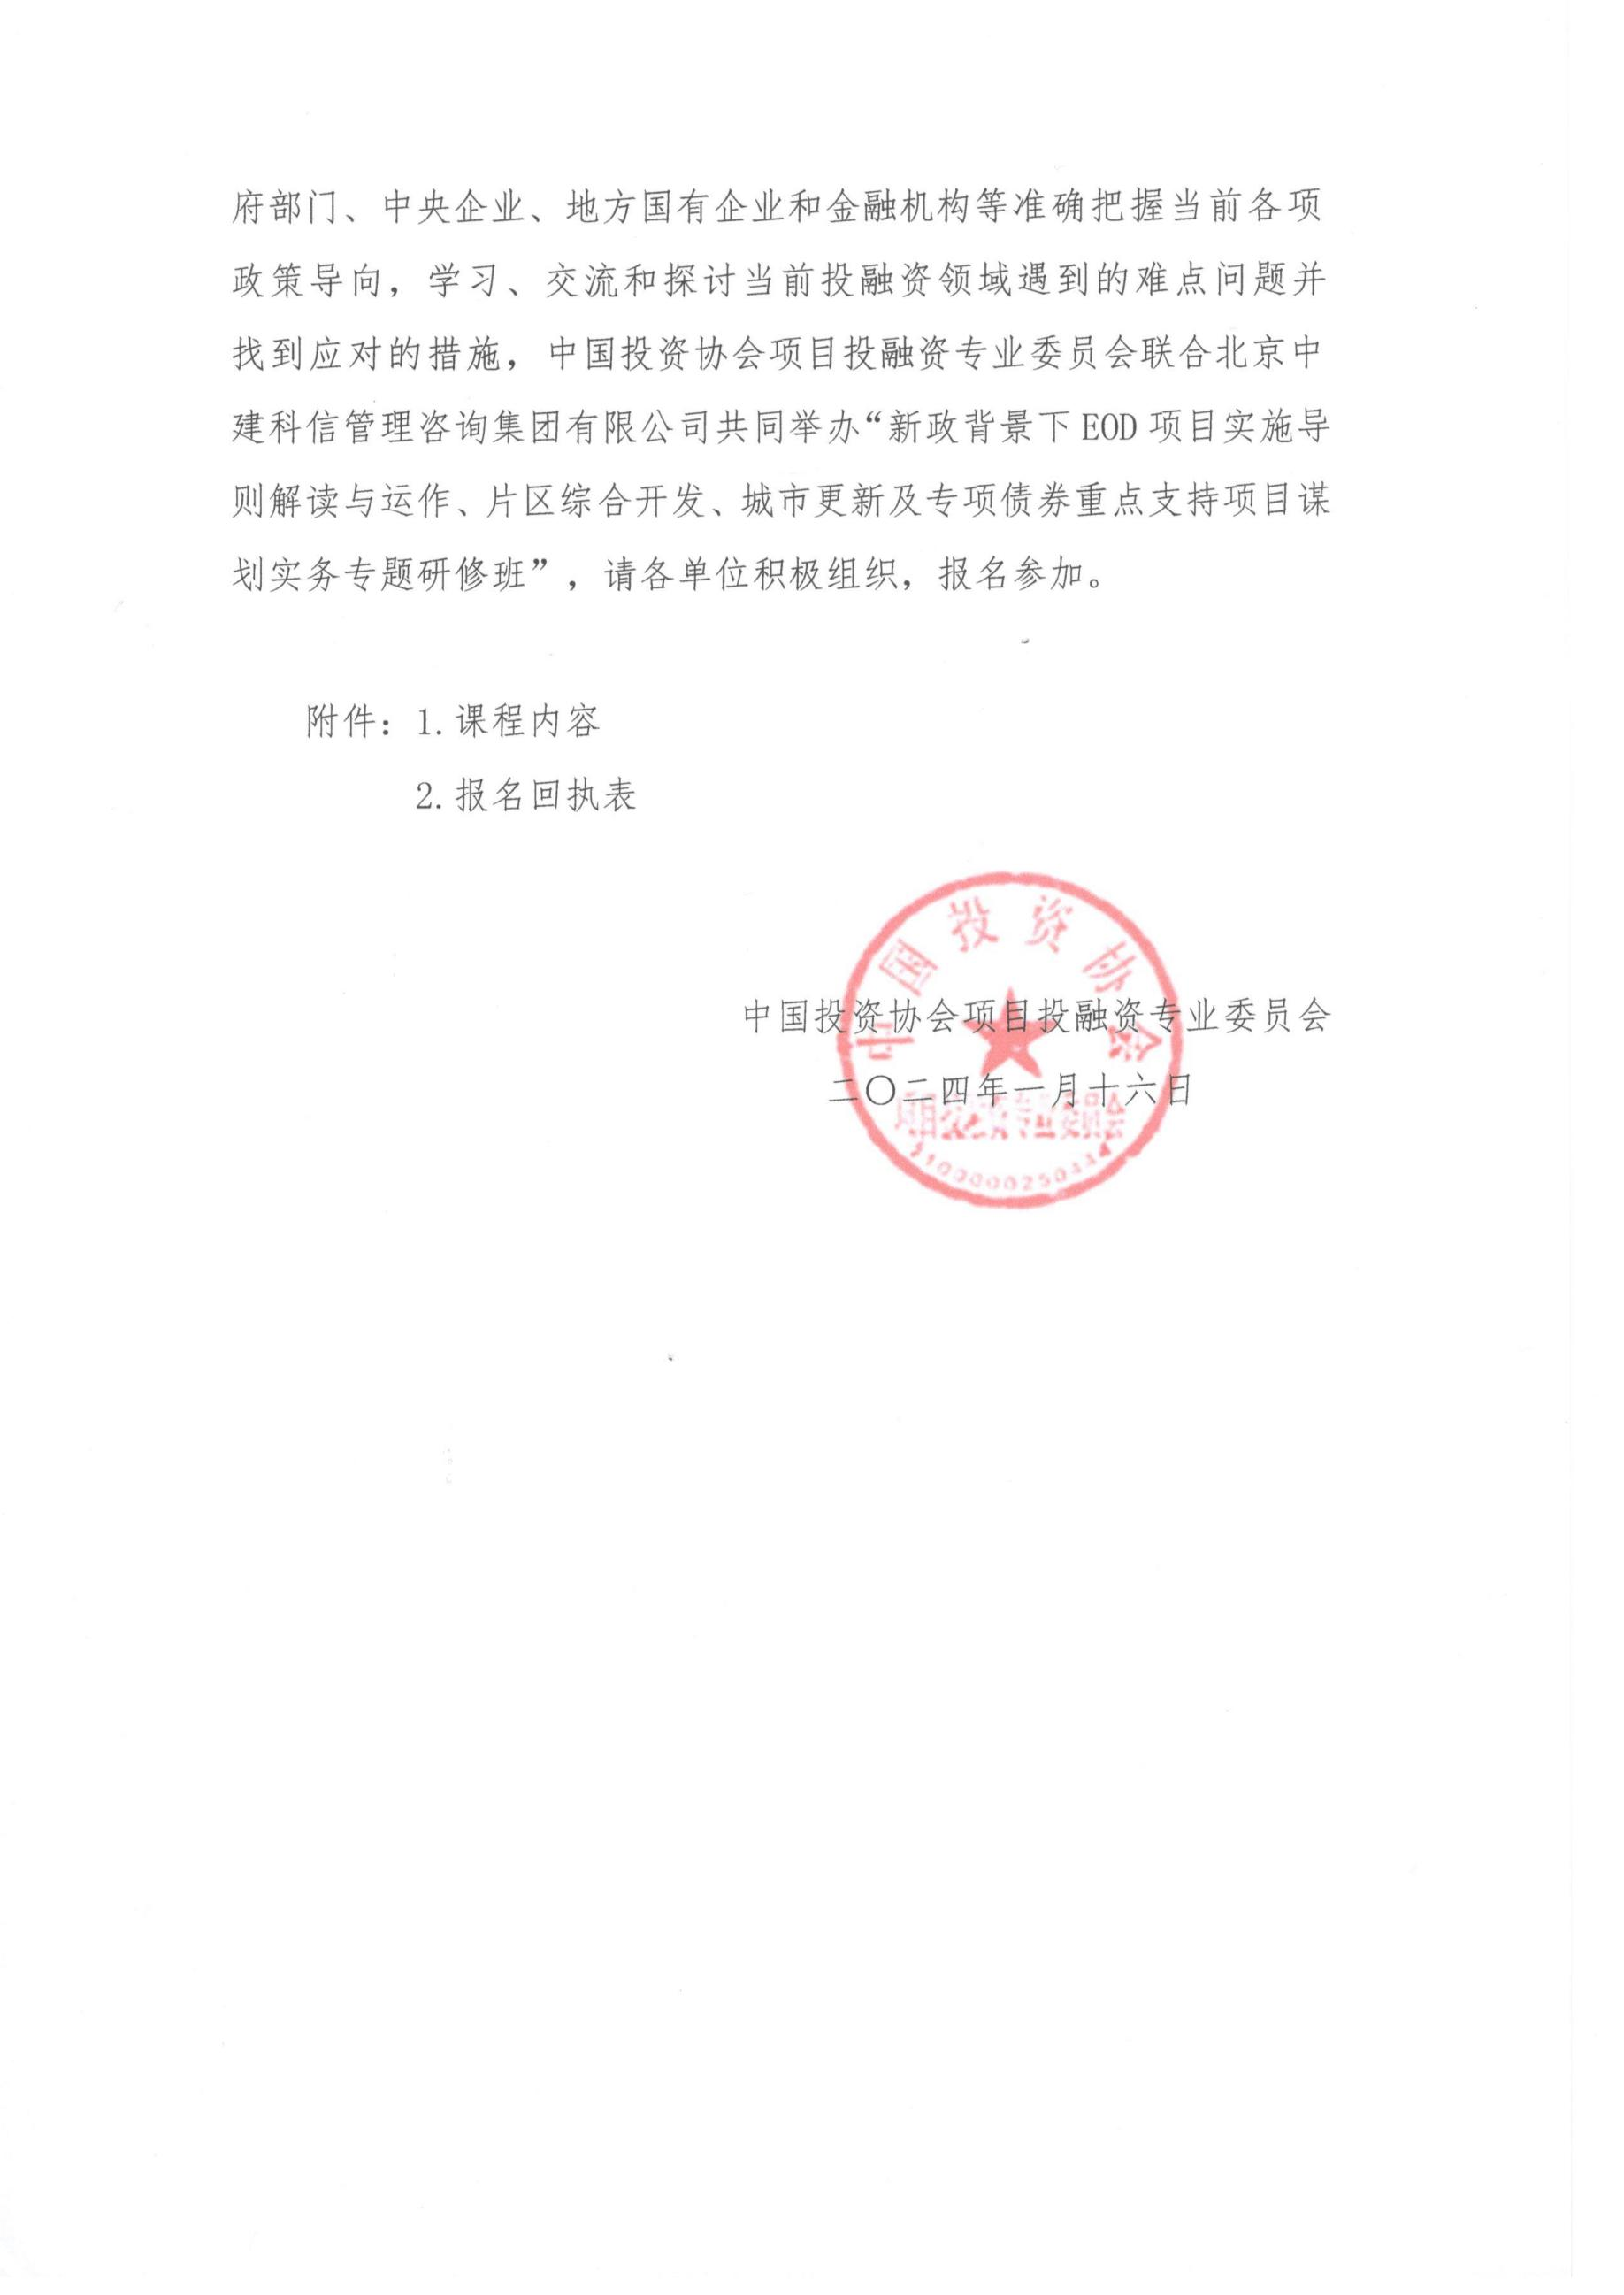 府部门、中央企业、地方国有企业和金融机构等准确把握当前各项
政策导向，学习、交流和探讨当前投融资领域遇到的难点问题并
找到应对的措施，中国投资协会项目投融资专业委员会联合北京中
建科信管理咨询集团有限公司共同举办“新政背景下 EOD 项目实施导
则解读与运作、片区综合开发、城市更新及专项债券重点支持项目谋
划实务专题研修班”，请各单位积极组织，报名参加。
附件：1.课程内容
2.报名回执表
中国投资协会
中国投资协会项目投融资专业委员会
二〇二四年一月十六日